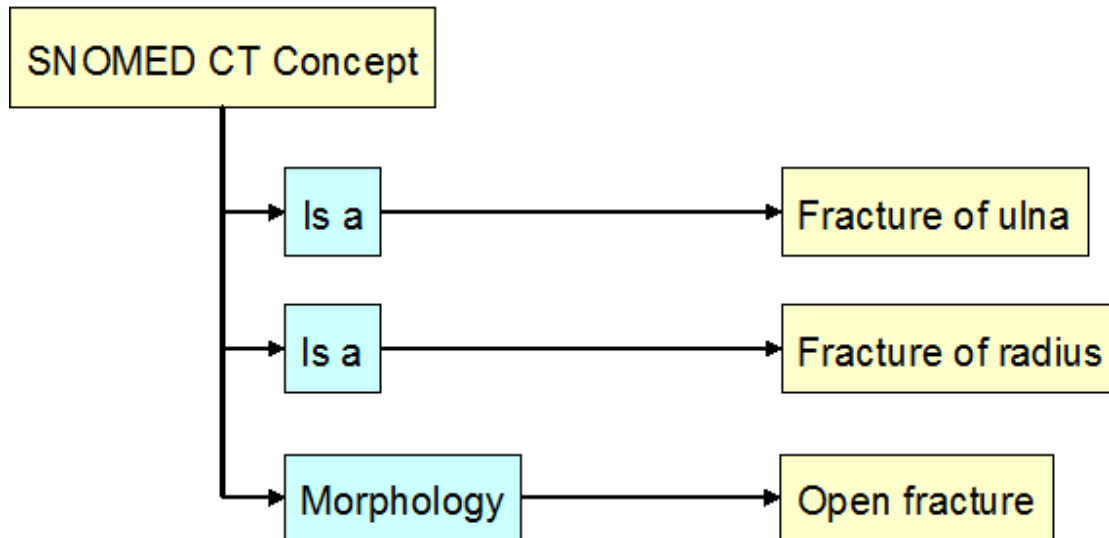 SNOMED CT Concept
Is a
Fracture of ulna
Is a
Fracture of radius
Morphology
Open fracture